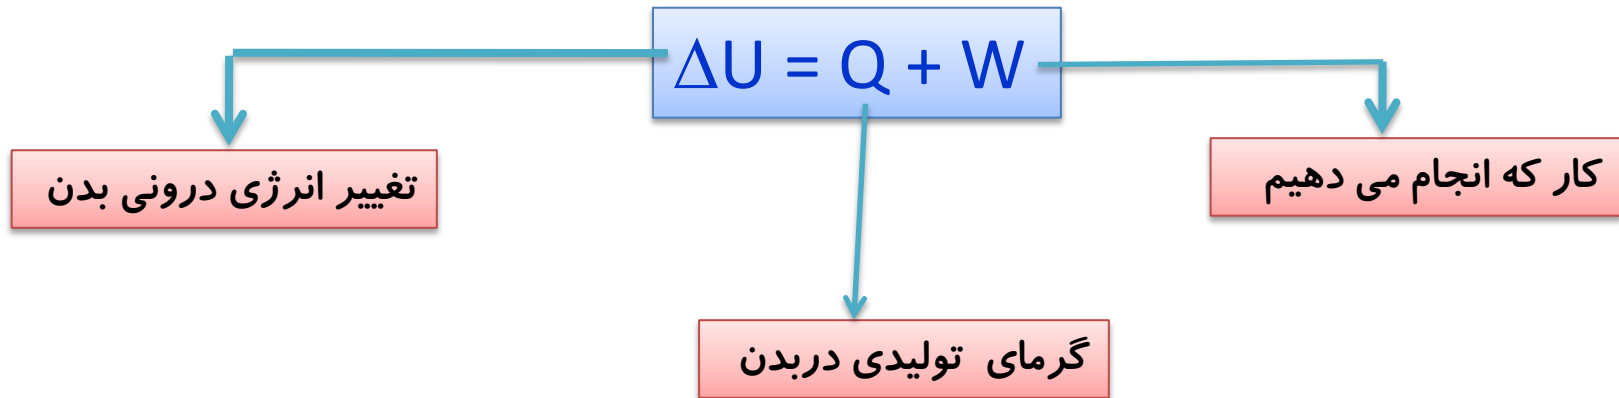 ΔU = Q + W
کار که انجام می دهیم
تغییر انرژی درونی بدن
گرمای تولیدی دربدن